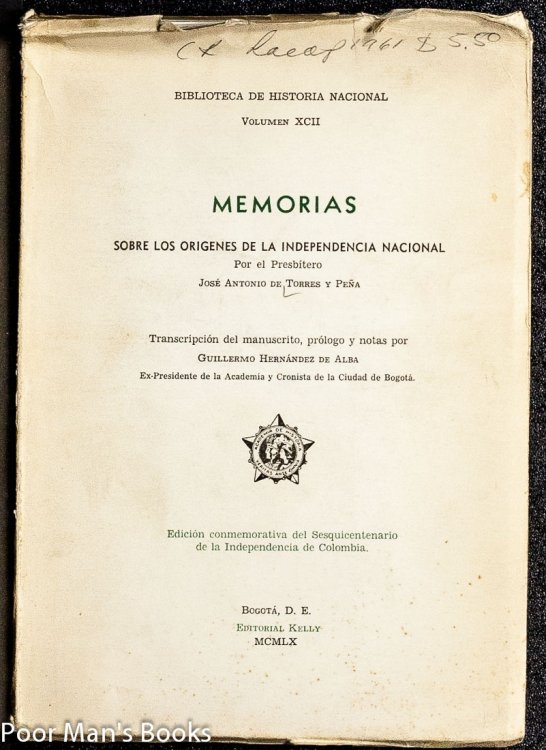 1961 $ 5.50
BIBLIOTECA DE HISTORIA NACIONAL
VOLUMEN XCII
MEMORIAS
SOBRE LOS ORIGENES DE LA INDEPENDENCIA NACIONAL
Por el Presbítero
JOSÉ ANTONIO DE TORRES Y PEÑA
Transcripción del manuscrito, prólogo y notas por
GUILLERMO HERNÁNDEZ DE ALBA
Ex-Presidente de la Academia y Cronista de la Ciudad de Bogotá.
Edición conmemorativa del Sesquicentenario
de la Independencia de Colombia.
BOGOTÁ, D. E.
EDITORIAL KELLY
MCMLX
Poor Man's Books